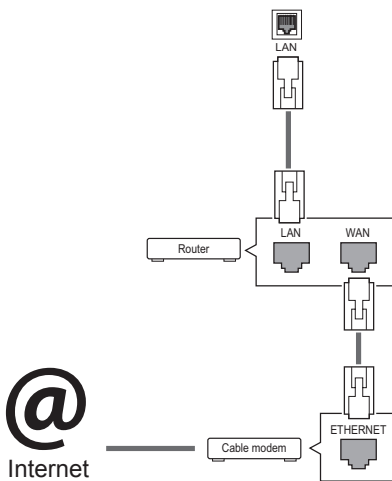 LAN
LAN
WAN
Router
ETHERNET
@
Cable modem
Internet